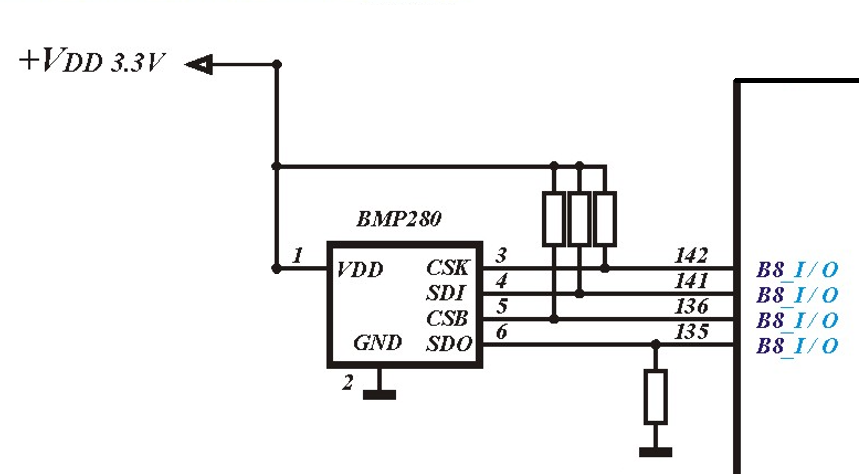 +VDD 3.3V
BMP280
1 VDD CSK 3 142 B8_I/O
SDI 4 141 B8_I/O
CSB 5 136 B8_I/O
GND SDO 6 135 B8_I/O
2